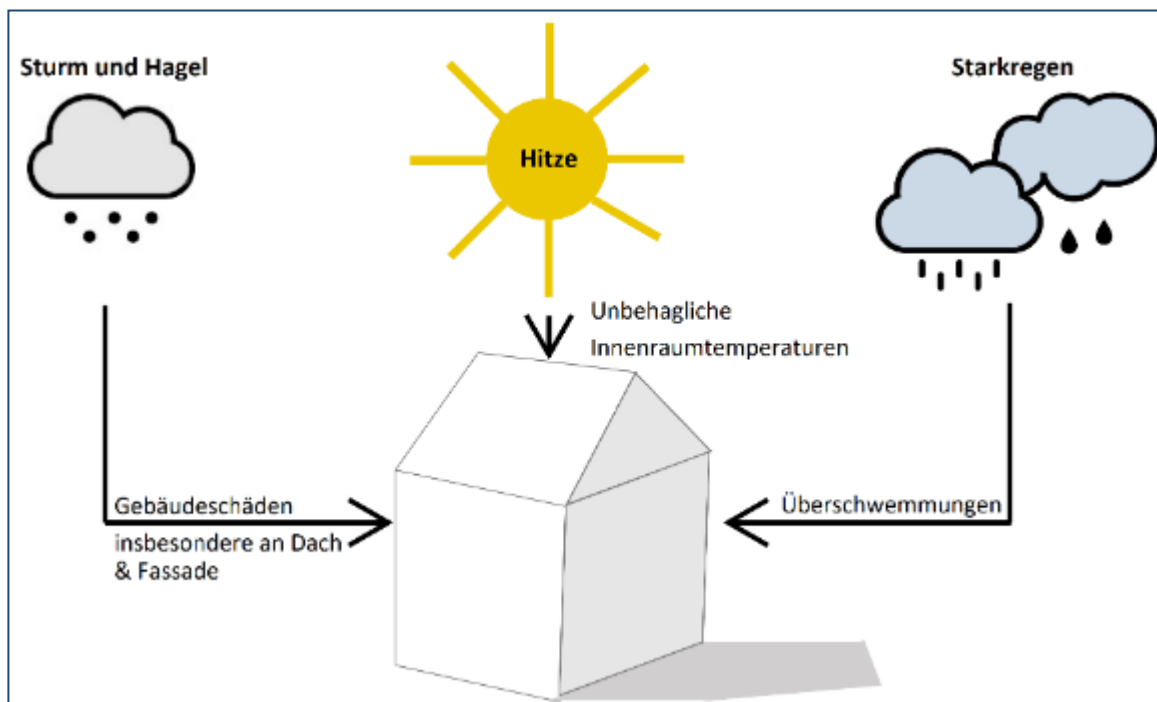 Sturm und Hagel
Hitze
Starkregen
Unbehagliche
Innenraumtemperaturen
Gebäudeschäden
insbesondere an Dach
& Fassade
Überschwemmungen